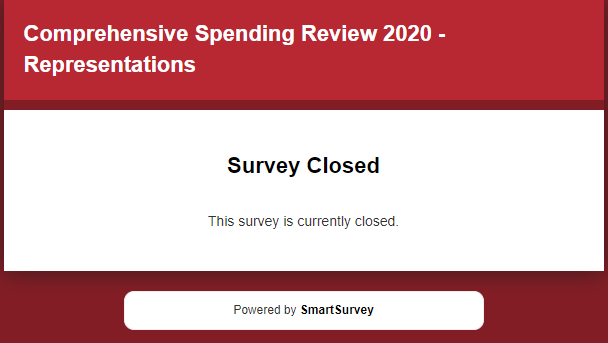 Comprehensive Spending Review 2020 -
Representations
Survey Closed
This survey is currently closed.
Powered by SmartSurvey